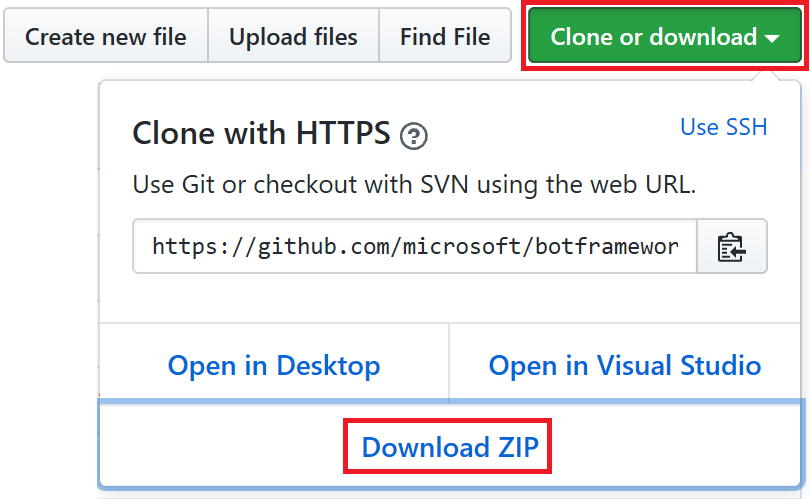 Create new file Upload files Find File Clone or download
Clone with HTTPS ?
Use SSH
Use Git or checkout with SVN using the web URL.
https://github.com/microsoft/botframewor
Open in Desktop Open in Visual Studio
Download ZIP